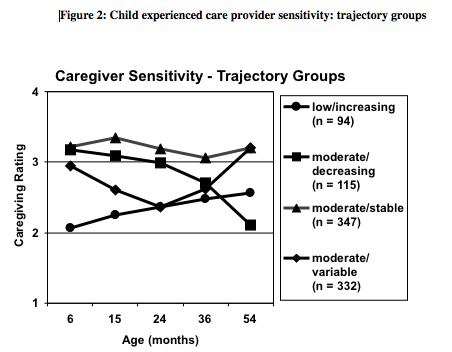 Figure 2: Child experienced care provider sensitivity: trajectory groups
Caregiver Sensitivity - Trajectory Groups
4
3
2
1
Caregiving Rating
6 15 24 36 54
Age (months)
low/increasing
(n = 94)
moderate/
decreasing
(n = 115)
moderate/stable
(n = 347)
moderate/
variable
(n = 332)